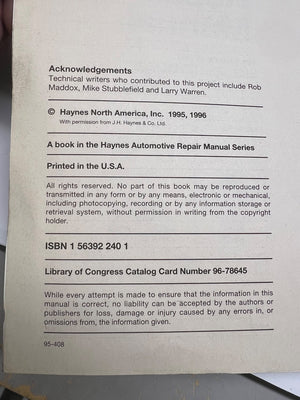 Acknowledgements
Technical writers who contributed to this project include Rob
Maddox, Mike Stubblefield and Larry Warren.
© Haynes North America, Inc. 1995, 1996
With permission from J.H. Haynes & Co. Ltd.
A book in the Haynes Automotive Repair Manual Series
Printed in the U.S.A.
All rights reserved. No part of this book may be reproduced or
transmitted in any form or by any means, electronic or mechanical,
including photocopying, recording or by any information storage or
retrieval system, without permission in writing from the copyright
holder.
ISBN 1 56392 240 1
Library of Congress Catalog Card Number 96-78645
While every attempt is made to ensure that the information in this
manual is correct, no liability can be accepted by the authors or
publishers for loss, damage or injury caused by any errors in, or
omissions from, the information given.
95-408